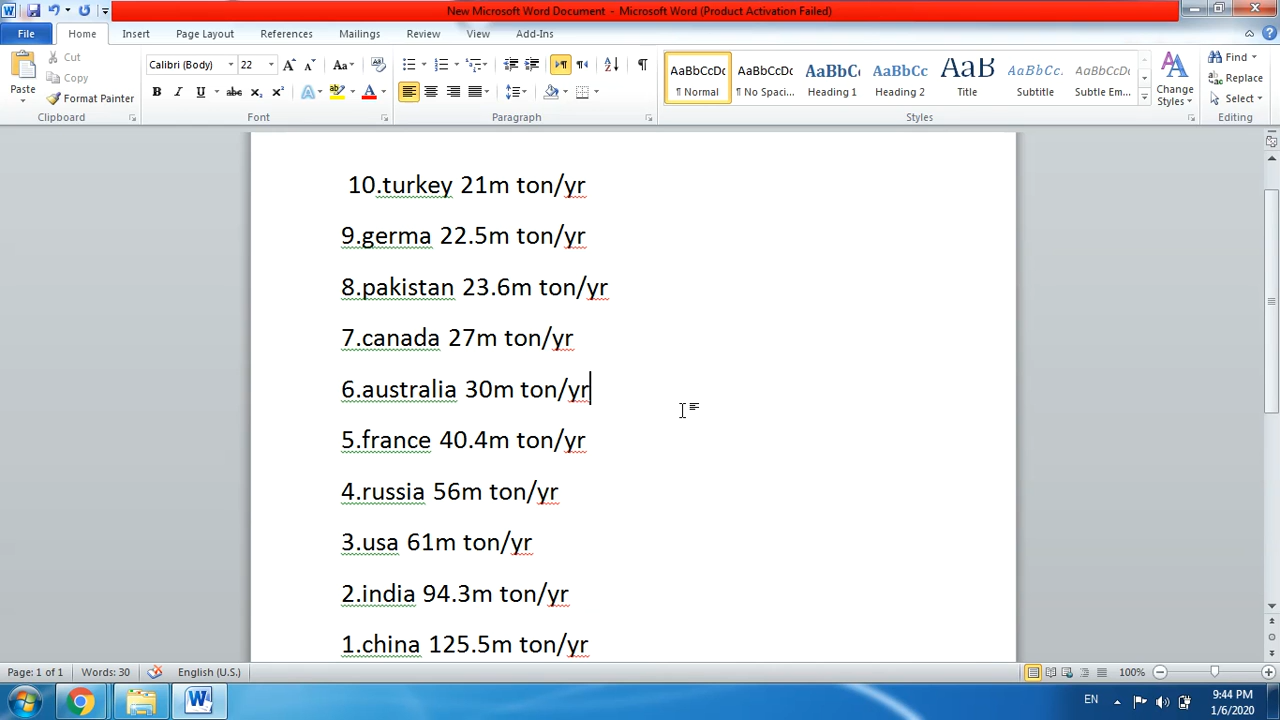 New Microsoft Word Document - Microsoft Word (Product Activation Failed)
File Home Insert Page Layout References Mailings Review View Add-Ins
Paste Cut Copy Format Painter
Clipboard
Calibri (Body) 22
Font
Paragraph
AaBbCcDc AaBbCcDc AaBbCc AaBbCc AaB AaBbCc. AaBbCcDc
¶ Normal ¶ No Spaci... Heading 1 Heading 2 Title Subtitle Subtle Em...
Change Styles
Styles
Find Replace Select
Editing
10.turkey 21m ton/yr
9.germa 22.5m ton/yr
8.pakistan 23.6m ton/yr
7.canada 27m ton/yr
6.australia 30m ton/yr
5.france 40.4m ton/yr
4.russia 56m ton/yr
3.usa 61m ton/yr
2.india 94.3m ton/yr
1.china 125.5m ton/yr
Page: 1 of 1 Words: 30 English (U.S.) 100%
EN 9:44 PM
1/6/2020